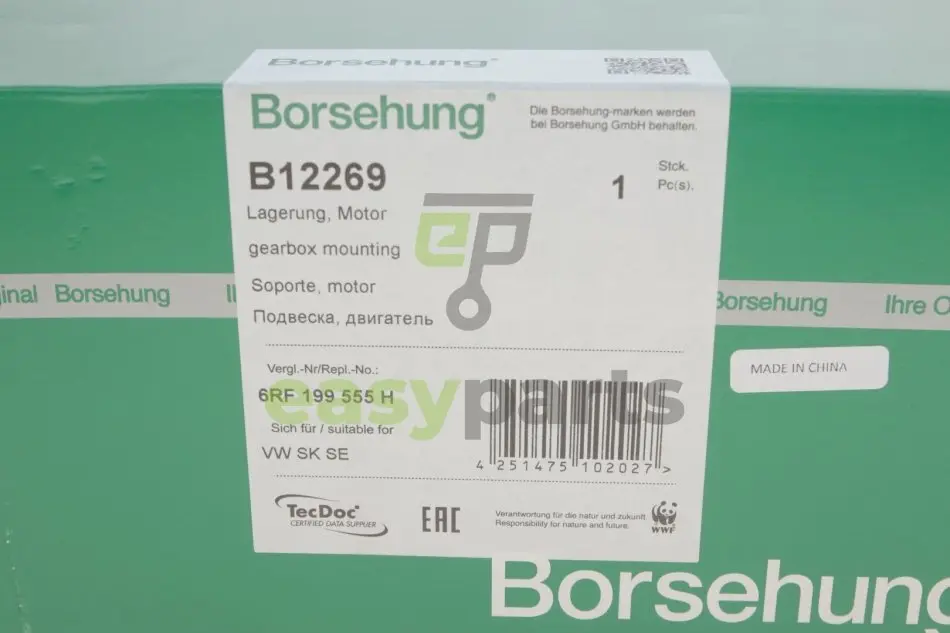 Borsehung®
Borsehung®
Die Borsehung-marken werden
bei Borsehung GmbH behalten.
B12269
1
Stck.
Pc(s).
Lagerung, Motor
gearbox mounting
Soporte, motor
Подвеска, двигатель
ep
inal Borsehung
Borsehung
Ihre O
MADE IN CHINA
Vergl.-Nr/Repl.-No.:
6RF 199 555 H
easyparts
Sich für / suitable for
VW SK SE
4 251475 102027 >
TecDoc®
CERTIFIED DATA SUPPLIER
EAC
Verantwortung für die natur und zukunft
Responsibility for nature and future.
WWF
Borsehung